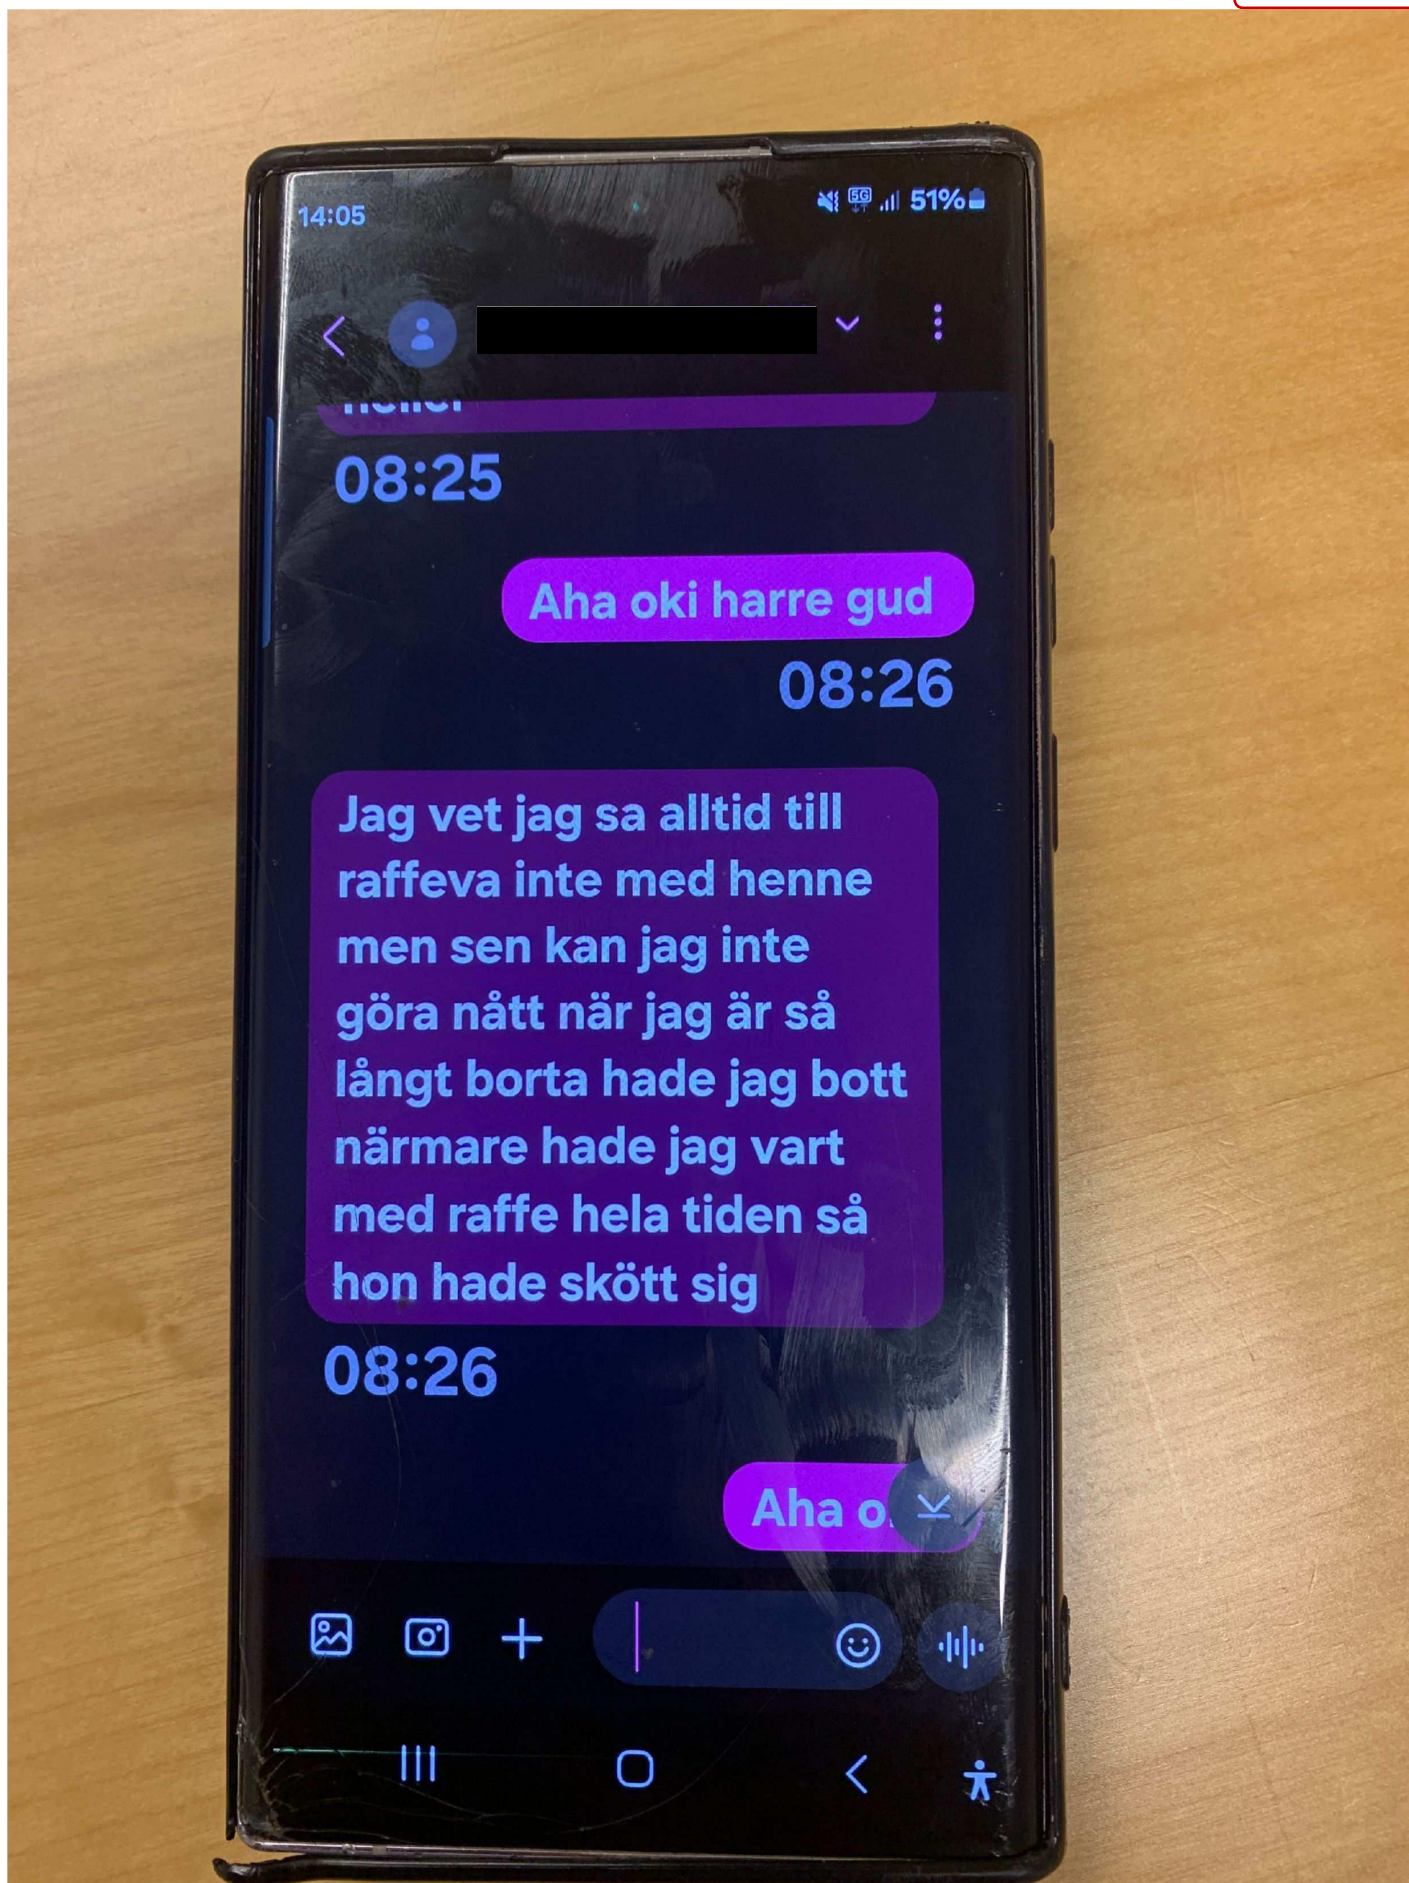 14:05
5G
51%
08:25
Aha oki harre gud
08:26
Jag vet jag sa alltid till
raffeva inte med henne
men sen kan jag inte
göra nått när jag är så
långt borta hade jag bott
närmare hade jag vart
med raffe hela tiden så
hon hade skött sig
08:26
Aha